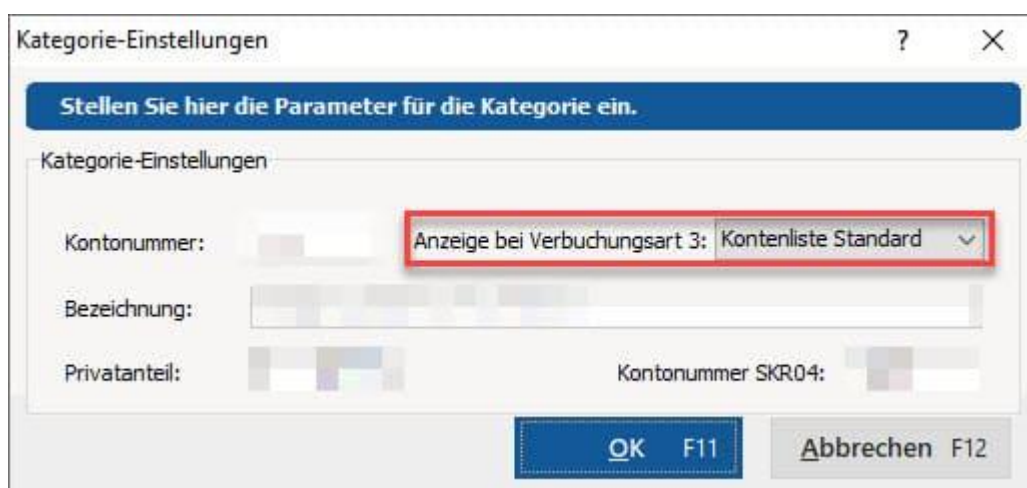 Kategorie-Einstellungen ?
Stellen Sie hier die Parameter für die Kategorie ein.
Kategorie-Einstellungen
Kontonummer: Anzeige bei Verbuchungsart 3: Kontenliste Standard
Bezeichnung:
Privatanteil: Kontonummer SKR04:
OK F11 Abbrechen F12